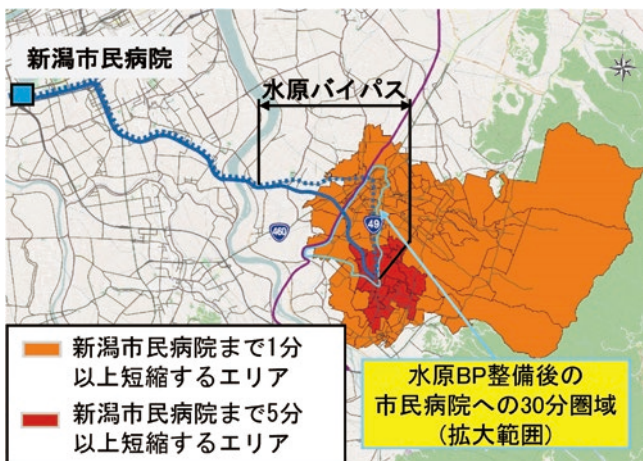 新潟市民病院
水原バイパス
460
49
新潟市民病院まで1分
以上短縮するエリア
新潟市民病院まで5分
以上短縮するエリア
水原BP整備後の
市民病院への30分圏域
(拡大範囲)